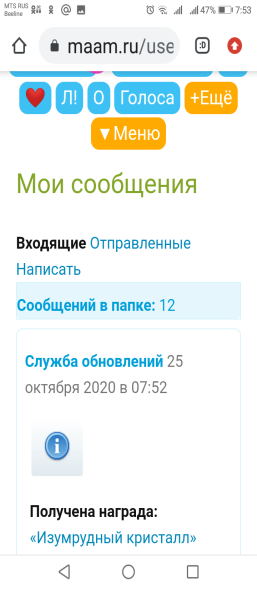 MTS RUS
Beeline
47% 7:53
maam.ru/use
:D
Л! О Голоса +Ещё
▼Меню
Мои сообщения
Входящие Отправленные
Написать
Сообщений в папке: 12
Служба обновлений 25
октября 2020 в 07:52
Получена награда:
«Изумрудный кристалл»